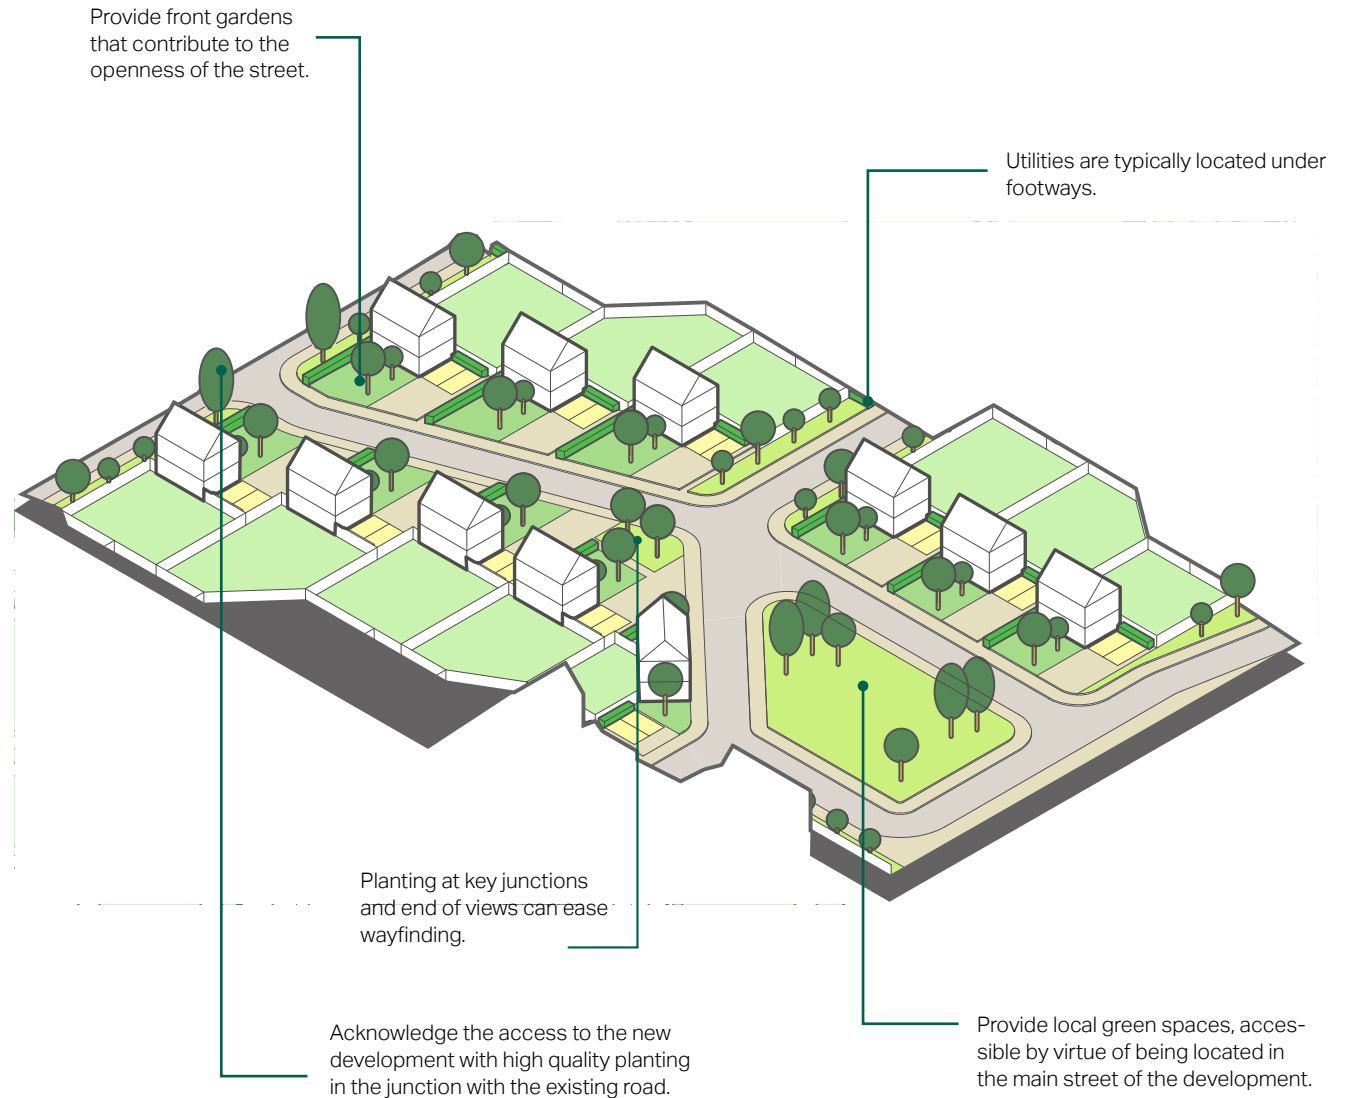 Provide front gardens
that contribute to the
openness of the street.
Utilities are typically located under
footways.
Planting at key junctions
and end of views can ease
wayfinding.
Acknowledge the access to the new
development with high quality planting
in the junction with the existing road.
Provide local green spaces, acces-
sible by virtue of being located in
the main street of the development.